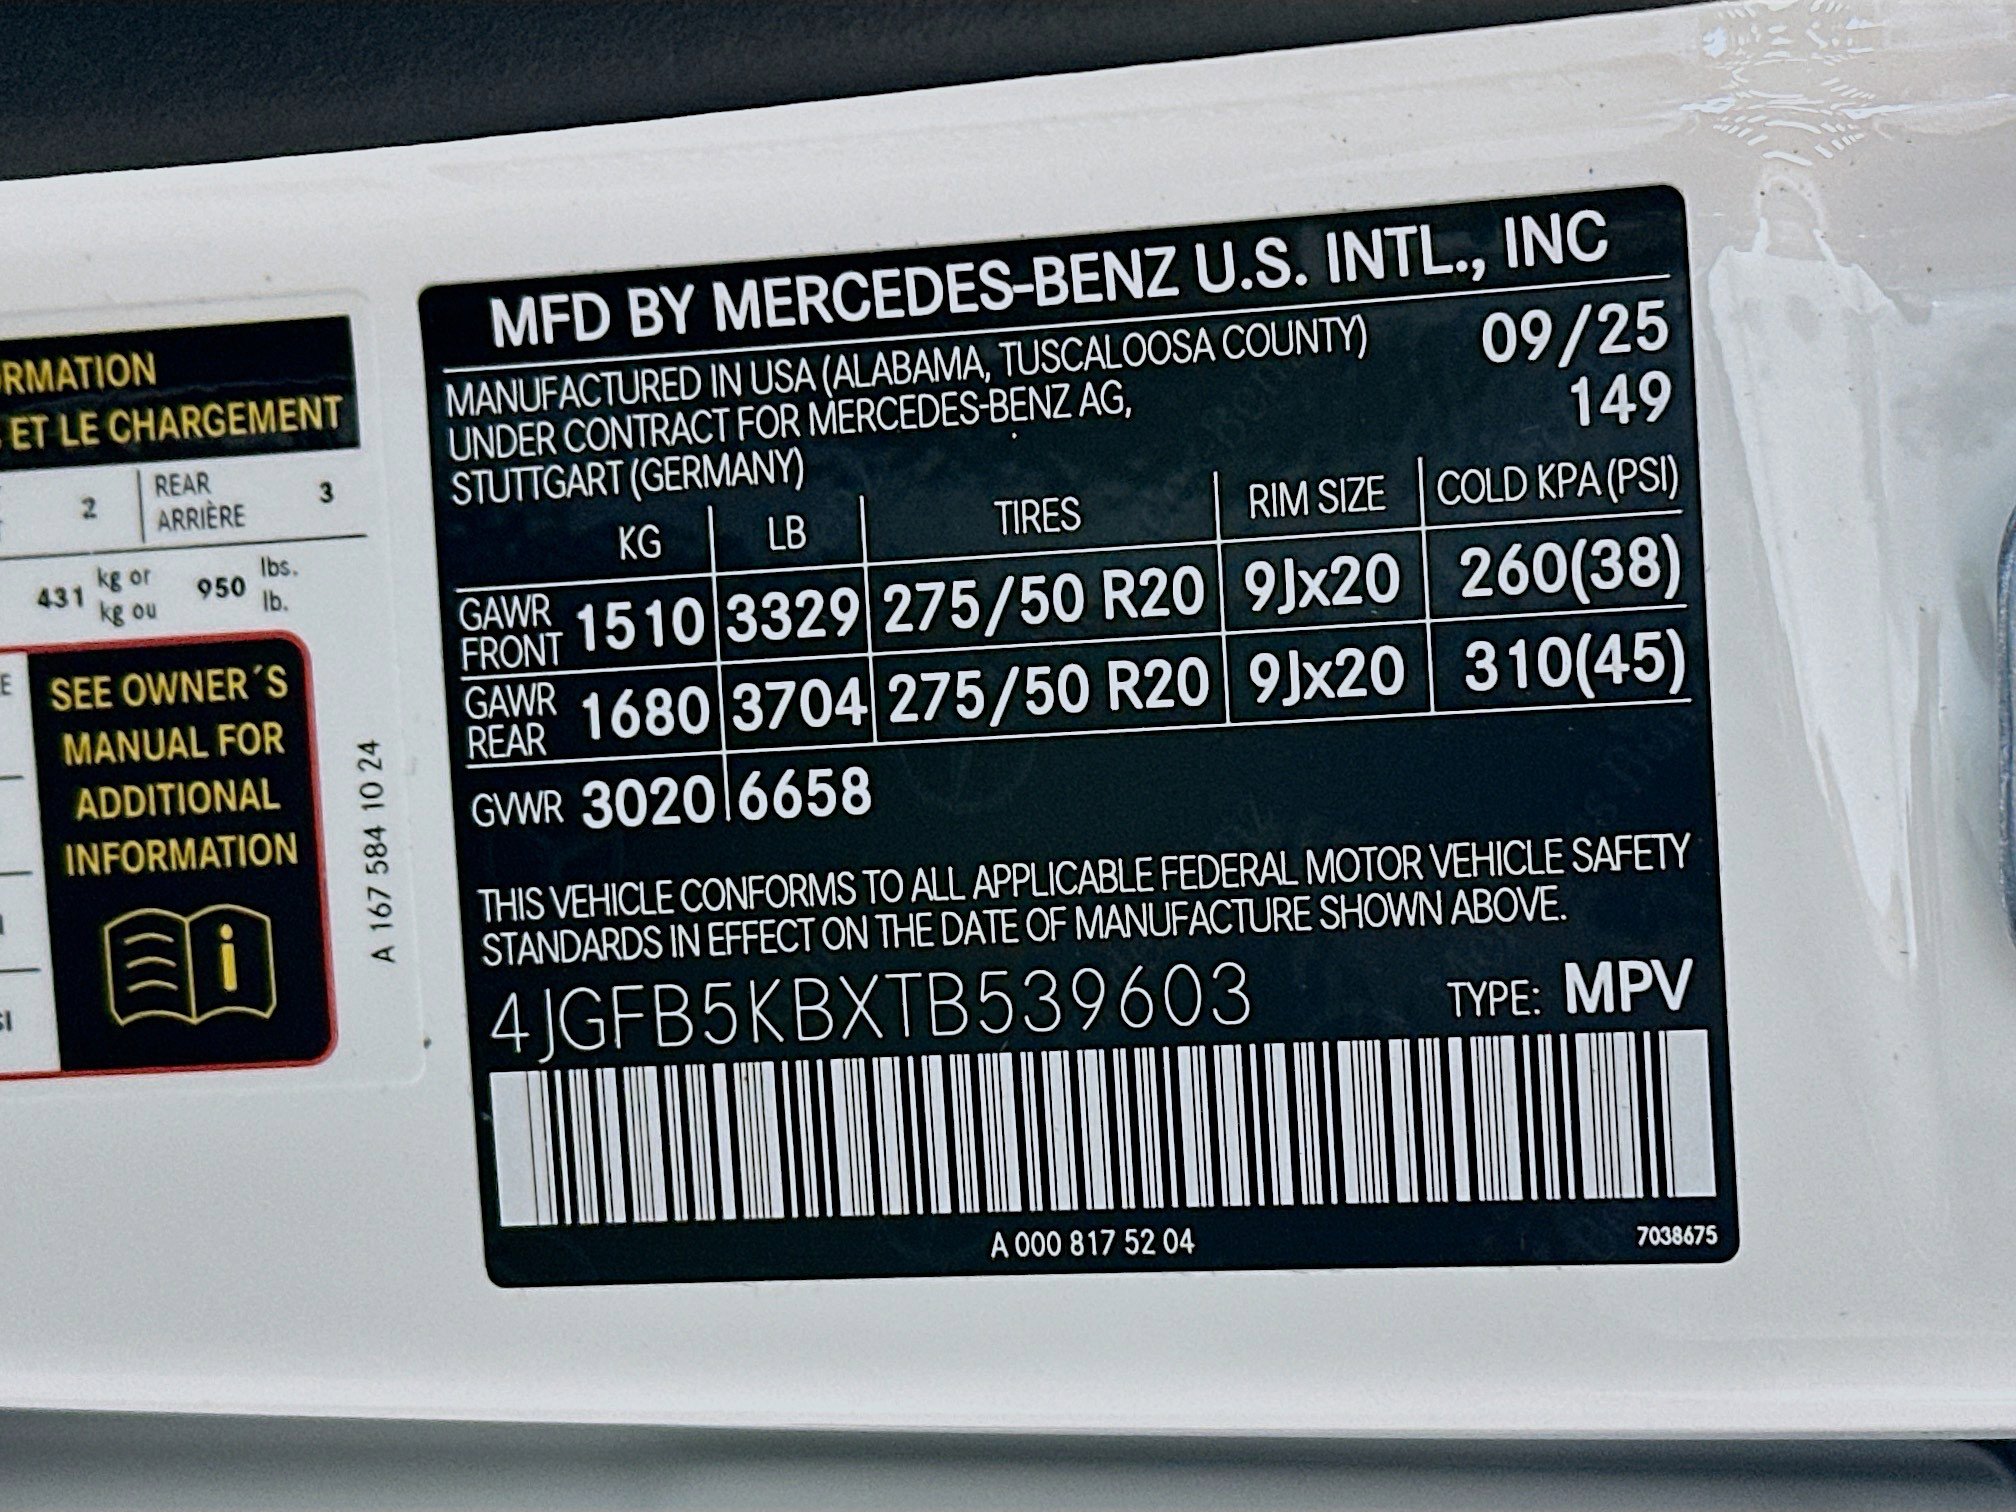 RMATION
ET LE CHARGEMENT
2 REAR 3
ARRIÈRE
431 kg or 950 lbs.
kg ou lb.
SEE OWNER´S
MANUAL FOR
ADDITIONAL
INFORMATION
i
A 167 584 10 24
MFD BY MERCEDES-BENZ U.S. INTL., INC
MANUFACTURED IN USA (ALABAMA, TUSCALOOSA COUNTY) 09/25
UNDER CONTRACT FOR MERCEDES-BENZ AG, 149
STUTTGART (GERMANY)
KG LB TIRES RIM SIZE COLD KPA (PSI)
GAWR FRONT 1510 3329 275/50 R20 9Jx20 260(38)
GAWR REAR 1680 3704 275/50 R20 9Jx20 310(45)
GVWR 3020 6658
THIS VEHICLE CONFORMS TO ALL APPLICABLE FEDERAL MOTOR VEHICLE SAFETY
STANDARDS IN EFFECT ON THE DATE OF MANUFACTURE SHOWN ABOVE.
4JGFB5KBXTB539603 TYPE: MPV
A 000 817 52 04 7038675